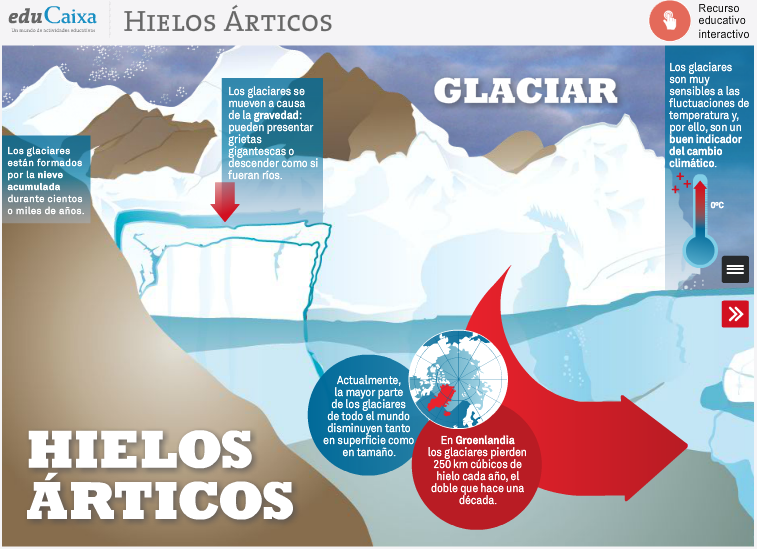 eduCaixa
Un mundo de actividades educativas
HIELOS ÁRTICOS
Recurso
educativo
interactivo
Los glaciares
están formados
por la nieve
acumulada
durante cientos
o miles de años.
Los glaciares se
mueven a causa
de la gravedad:
pueden presentar
grietas
gigantescas o
descender como si
fueran ríos.
GLACIAR
Los glaciares
son muy
sensibles a las
fluctuaciones de
temperatura y,
por ello, son un
buen indicador
del cambio
climático.
0ºC
Actualmente,
la mayor parte
de los glaciares
de todo el mundo
disminuyen tanto
en superficie como
en tamaño.
En Groenlandia
los glaciares pierden
250 km cúbicos de
hielo cada año, el
doble que hace una
década.
HIELOS
ÁRTICOS